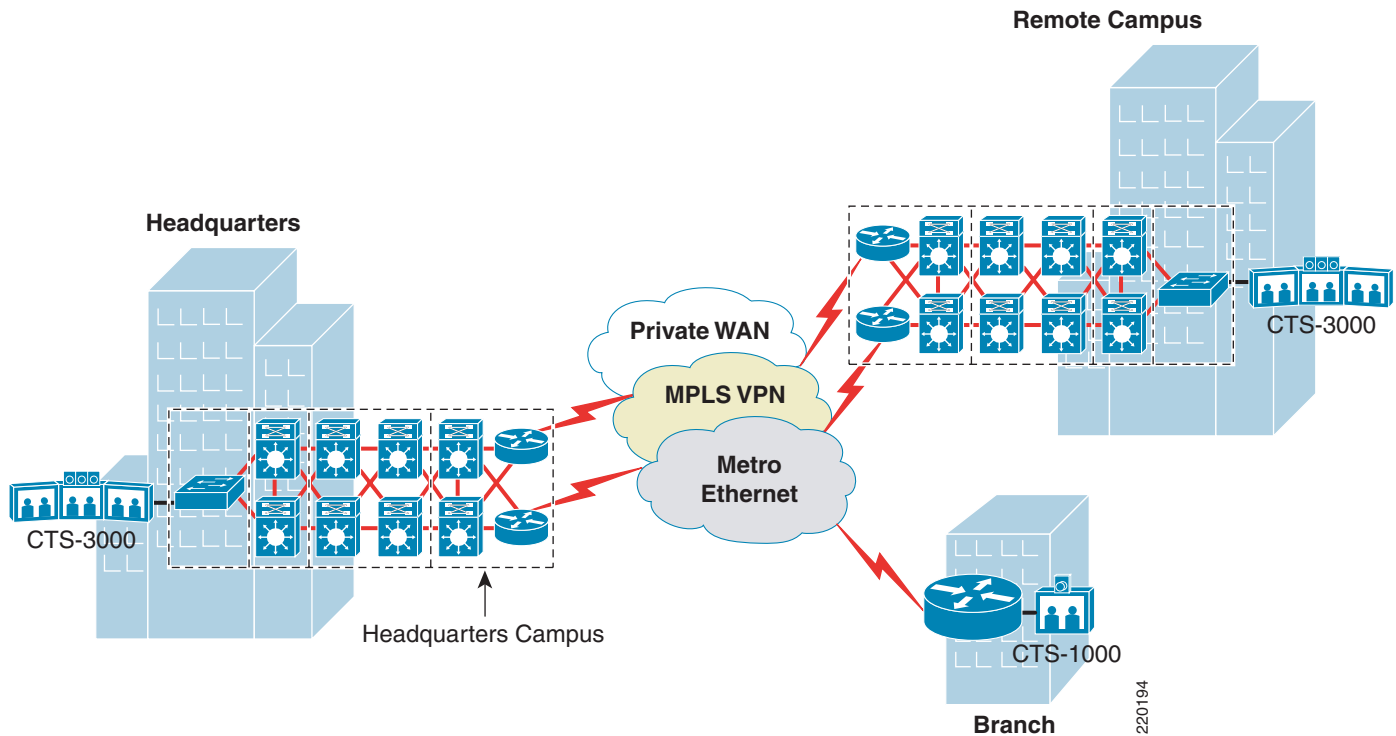 Remote Campus
Headquarters
Private WAN
MPLS VPN
Metro
Ethernet
CTS-3000
CTS-3000
Headquarters Campus
CTS-1000
Branch
220194